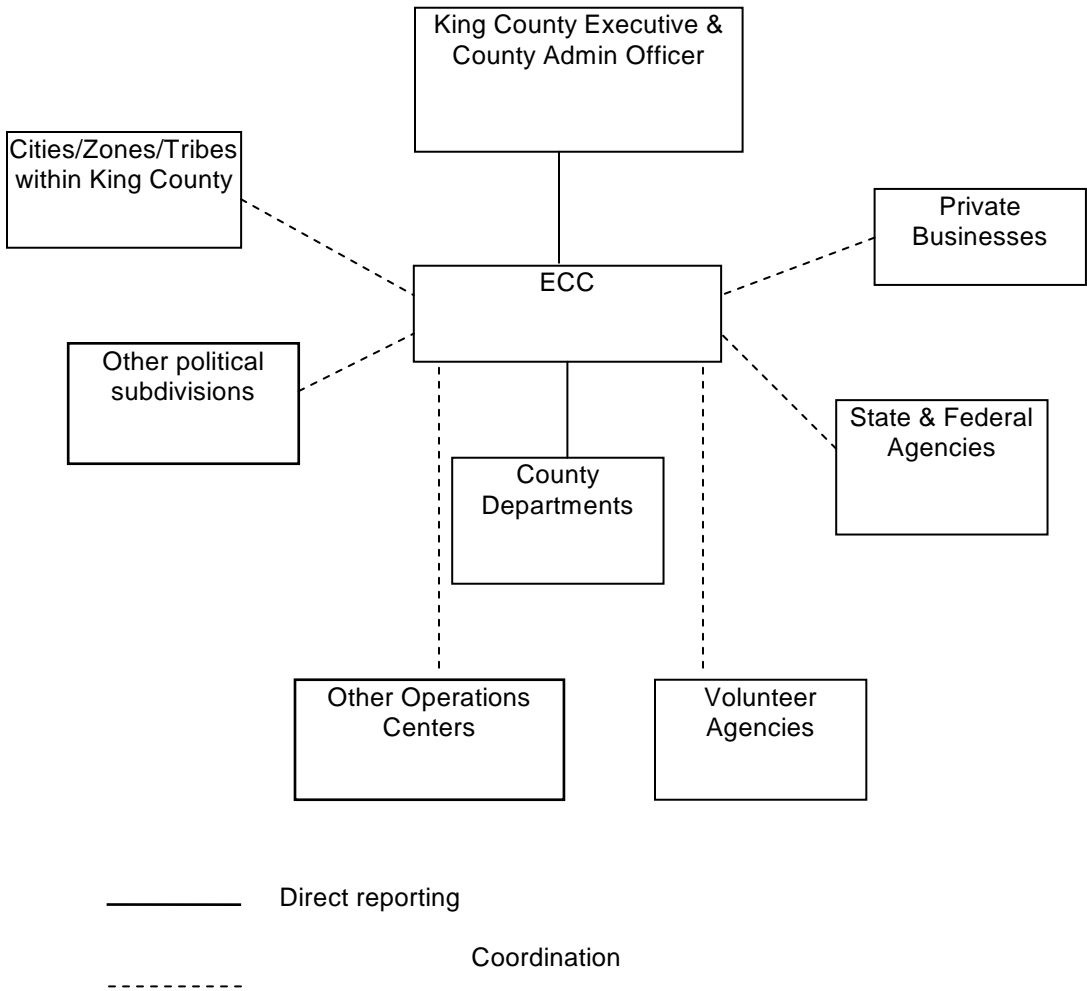 King County Executive &
County Admin Officer
Cities/Zones/Tribes
within King County
Private
Businesses
ECC
Other political
subdivisions
State & Federal
Agencies
County
Departments
Other Operations
Centers
Volunteer
Agencies
Direct reporting
Coordination